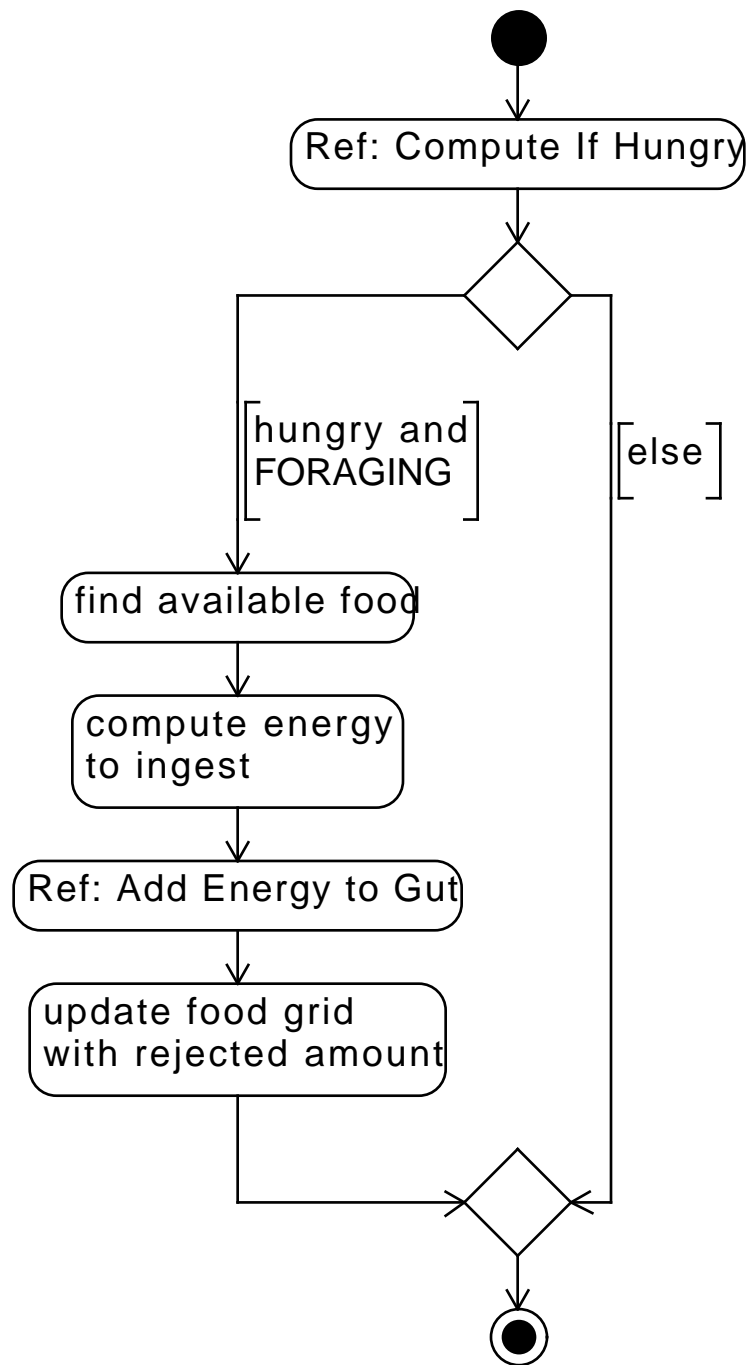 Ref: Compute If Hungry
hungry and
FORAGING
else
find available food
compute energy
to ingest
Ref: Add Energy to Gut
update food grid
with rejected amount